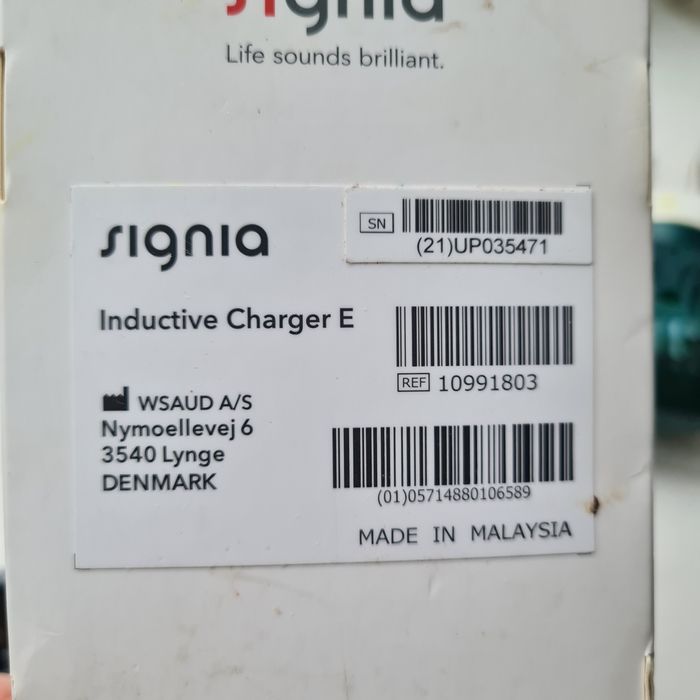 signia
Life sounds brilliant.
signia
SN
(21)UP035471
Inductive Charger E
REF 10991803
WSAUD A/S
Nymoellevej 6
3540 Lynge
DENMARK
(01)05714880106589
MADE IN MALAYSIA